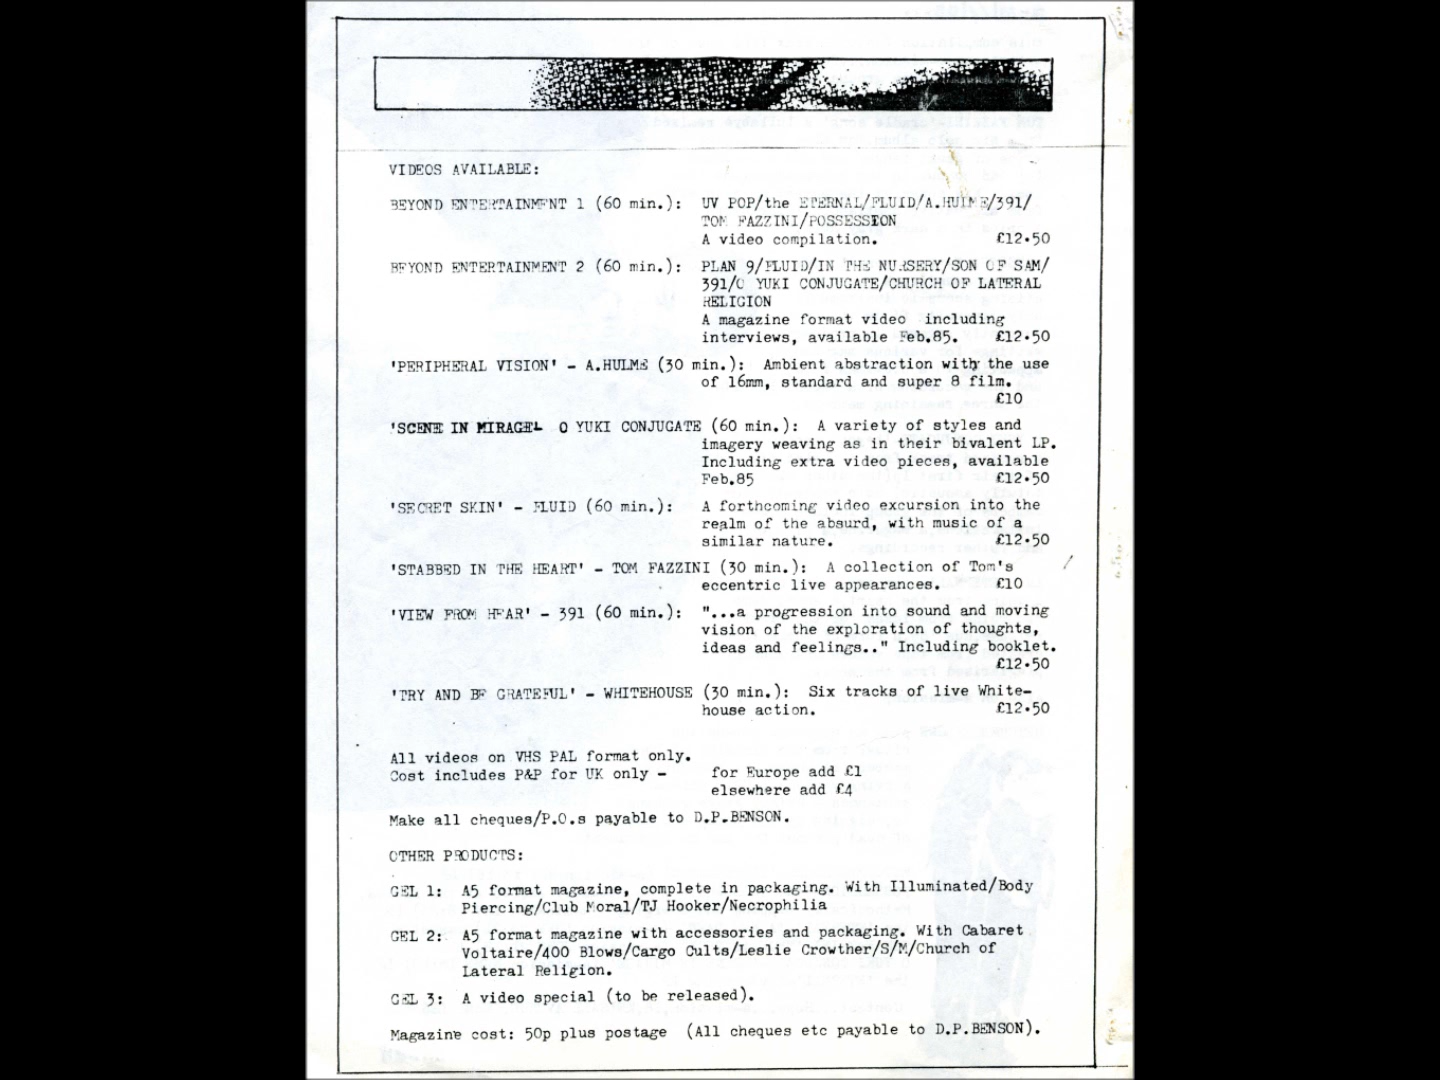 VIDEOS AVAILABLE:
BEYOND ENTERTAINMENT 1 (60 min.): UV POP/the ETERNAL/FLUID/A.HULME/391/
TOM FAZZINI/POSSESSION
A video compilation. £12.50
BEYOND ENTERTAINMENT 2 (60 min.): PLAN 9/FLUID/IN THE NURSERY/SON OF SAM/
391/O YUKI CONJUGATE/CHURCH OF LATERAL
RELIGION
A magazine format video including
interviews, available Feb.85. £12.50
'PERIPHERAL VISION' - A.HULME (30 min.): Ambient abstraction with the use
of 16mm, standard and super 8 film.
£10
'SCENE IN MIRAGE' O YUKI CONJUGATE (60 min.): A variety of styles and
imagery weaving as in their bivalent LP.
Including extra video pieces, available
Feb.85 £12.50
'SECRET SKIN' - FLUID (60 min.): A forthcoming video excursion into the
realm of the absurd, with music of a
similar nature. £12.50
'STABBED IN THE HEART' - TOM FAZZINI (30 min.): A collection of Tom's
eccentric live appearances. £10
'VIEW FROM HEAR' - 391 (60 min.): "...a progression into sound and moving
vision of the exploration of thoughts,
ideas and feelings.." Including booklet.
£12.50
'TRY AND BE GRATEFUL' - WHITEHOUSE (30 min.): Six tracks of live White-
house action. £12.50
All videos on VHS PAL format only.
Cost includes P&P for UK only - for Europe add £1
elsewhere add £4
Make all cheques/P.O.s payable to D.P.BENSON.
OTHER PRODUCTS:
GEL 1: A5 format magazine, complete in packaging. With Illuminated/Body
Piercing/Club Moral/TJ Hooker/Necrophilia
GEL 2: A5 format magazine with accessories and packaging. With Cabaret
Voltaire/400 Blows/Cargo Cults/Leslie Crowther/S/M/Church of
Lateral Religion.
GEL 3: A video special (to be released).
Magazine cost: 50p plus postage (All cheques etc payable to D.P.BENSON).